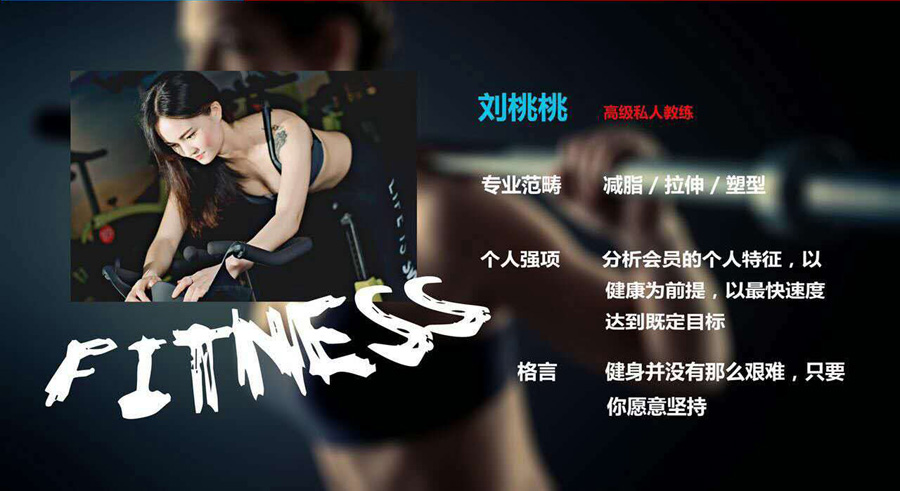 刘桃桃 高级私人教练
专业范畴 减脂 / 拉伸 / 塑型
个人强项 分析会员的个人特征，以
健康为前提，以最快速度
达到既定目标
FITNESS
格言 健身并没有那么艰难，只要
你愿意坚持